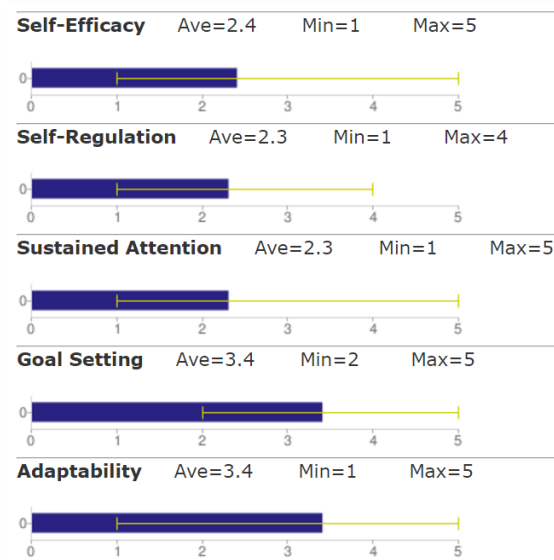 Self-Efficacy Ave=2.4 Min=1 Max=5
0
0 1 2 3 4 5
Self-Regulation Ave=2.3 Min=1 Max=4
0
0 1 2 3 4 5
Sustained Attention Ave=2.3 Min=1 Max=5
0
0 1 2 3 4 5
Goal Setting Ave=3.4 Min=2 Max=5
0
0 1 2 3 4 5
Adaptability Ave=3.4 Min=1 Max=5
0
0 1 2 3 4 5